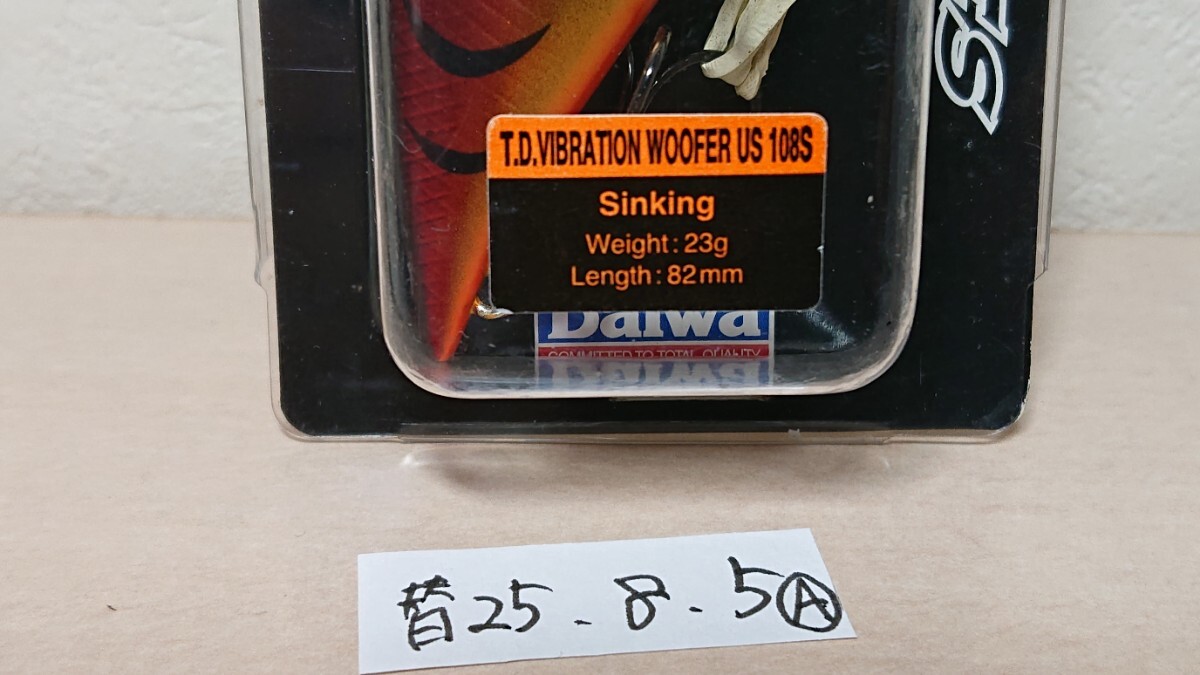 T.D.VIBRATION WOOFER US 108S
Sinking
Weight: 23g
Length: 82mm
Daiwa
COMMITTED TO TOTAL QUALITY
昔25.8.5Ⓐ